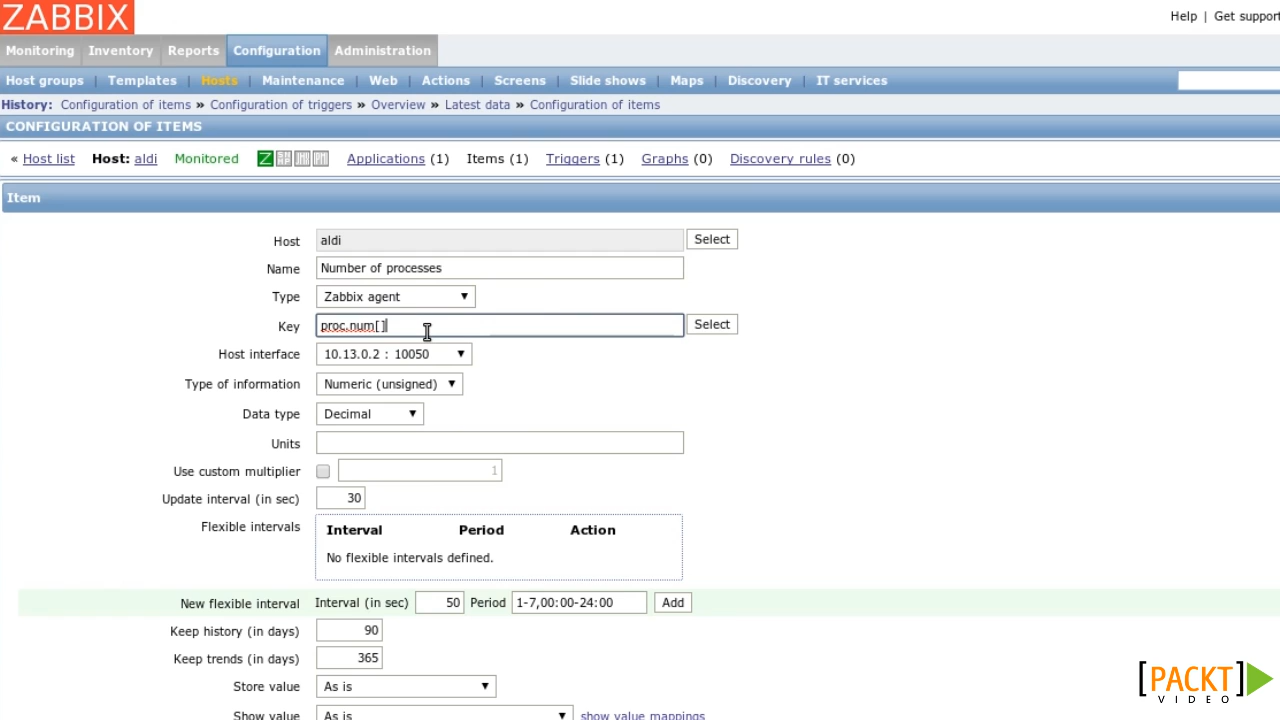 ZABBIX
Help | Get support
Monitoring Inventory Reports Configuration Administration
Host groups | Templates | Hosts | Maintenance | Web | Actions | Screens | Slide shows | Maps | Discovery | IT services
History: Configuration of items » Configuration of triggers » Overview » Latest data » Configuration of items
CONFIGURATION OF ITEMS
« Host list Host: aldi Monitored Z Applications (1) Items (1) Triggers (1) Graphs (0) Discovery rules (0)
Item
Host aldi Select
Name Number of processes
Type Zabbix agent
Key proc.num[] Select
Host interface 10.13.0.2 : 10050
Type of information Numeric (unsigned)
Data type Decimal
Units
Use custom multiplier 1
Update interval (in sec) 30
Flexible intervals Interval Period Action
No flexible intervals defined.
New flexible interval Interval (in sec) 50 Period 1-7,00:00-24:00 Add
Keep history (in days) 90
Keep trends (in days) 365
Store value As is
Show value As is show value mappings
[PACKT]
VIDEO